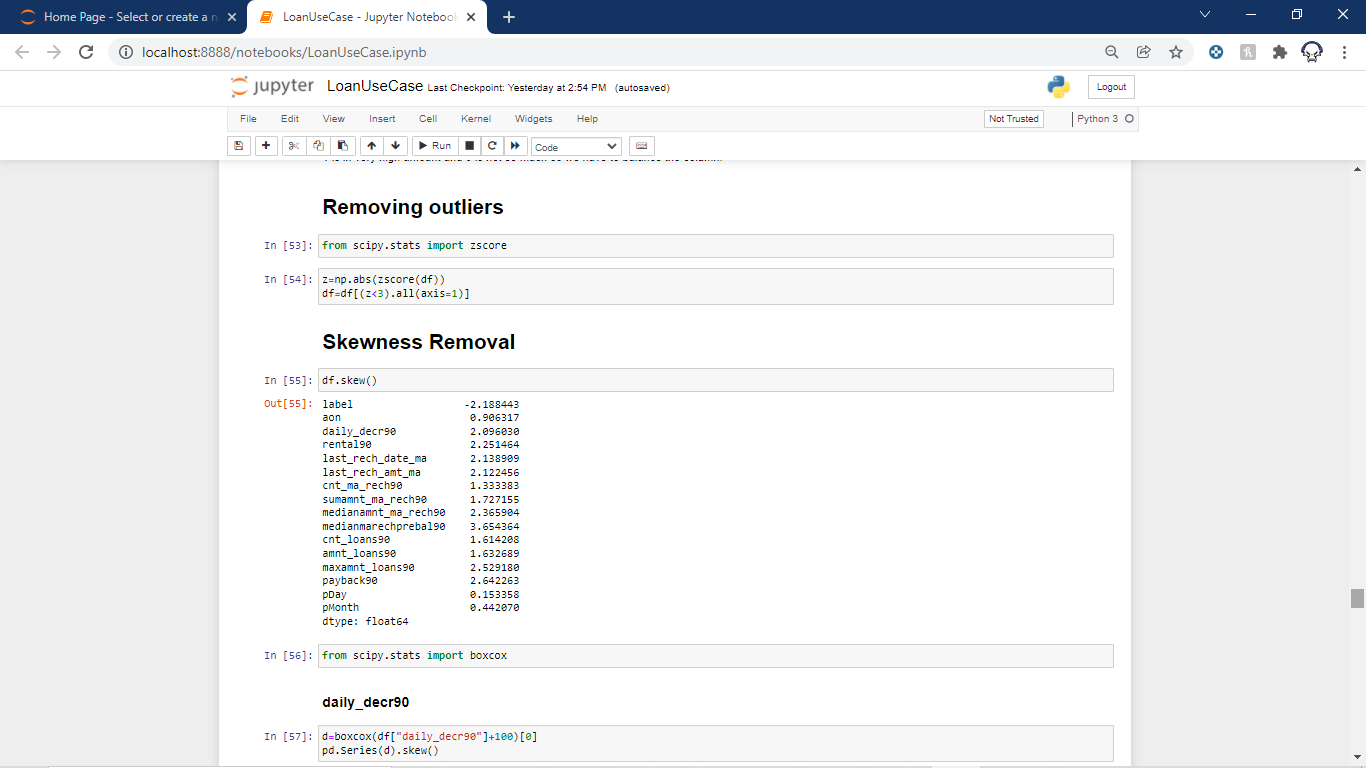 Home Page - Select or create a n
LoanUseCase - Jupyter Notebook
localhost:8888/notebooks/LoanUseCase.ipynb
jupyter LoanUseCase Last Checkpoint: Yesterday at 2:54 PM (autosaved)
Logout
File Edit View Insert Cell Kernel Widgets Help
Not Trusted
Python 3
Run
Code
Removing outliers
In [53]: from scipy.stats import zscore
In [54]: z=np.abs(zscore(df))
df=df[(z<3).all(axis=1)]
Skewness Removal
In [55]: df.skew()
Out[55]: label -2.188443
aon 0.906317
daily_decr90 2.096030
rental90 2.251464
last_rech_date_ma 2.138909
last_rech_amt_ma 2.122456
cnt_ma_rech90 1.333383
sumamnt_ma_rech90 1.727155
medianamnt_ma_rech90 2.365904
medianmarechprebal90 3.654364
cnt_loans90 1.614208
amnt_loans90 1.632689
maxamnt_loans90 2.529180
payback90 2.642263
pDay 0.153358
pMonth 0.442070
dtype: float64
In [56]: from scipy.stats import boxcox
daily_decr90
In [57]: d=boxcox(df["daily_decr90"]+100)[0]
pd.Series(d).skew()